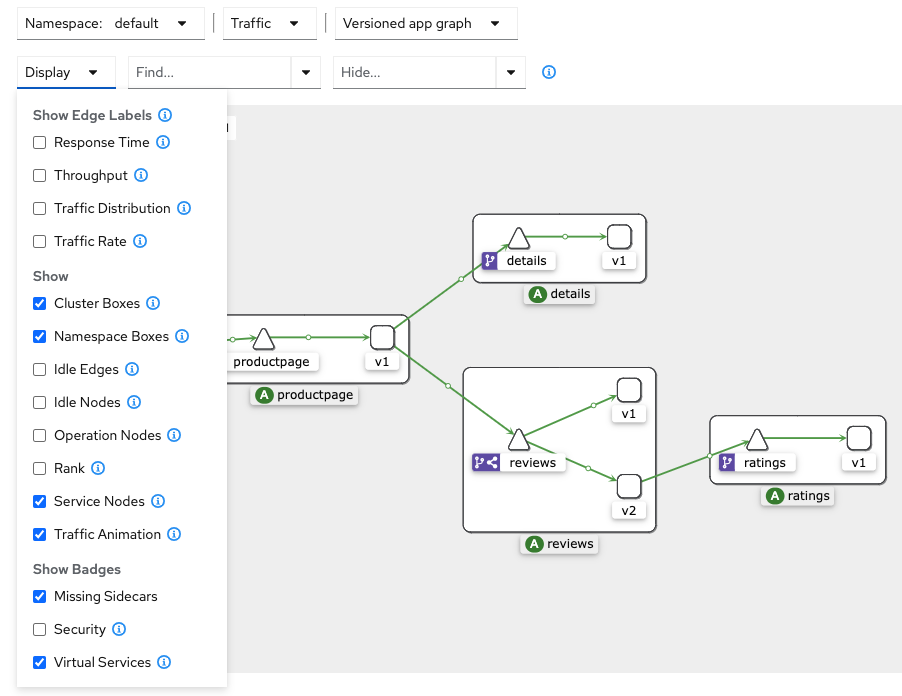 Namespace: default
Traffic
Versioned app graph
Display
Find...
Hide...
Show Edge Labels
Response Time
Throughput
Traffic Distribution
Traffic Rate
Show
Cluster Boxes
Namespace Boxes
Idle Edges
Idle Nodes
Operation Nodes
Rank
Service Nodes
Traffic Animation
Show Badges
Missing Sidecars
Security
Virtual Services
details
v1
A details
productpage
v1
A productpage
v1
reviews
v2
A reviews
ratings
v1
A ratings